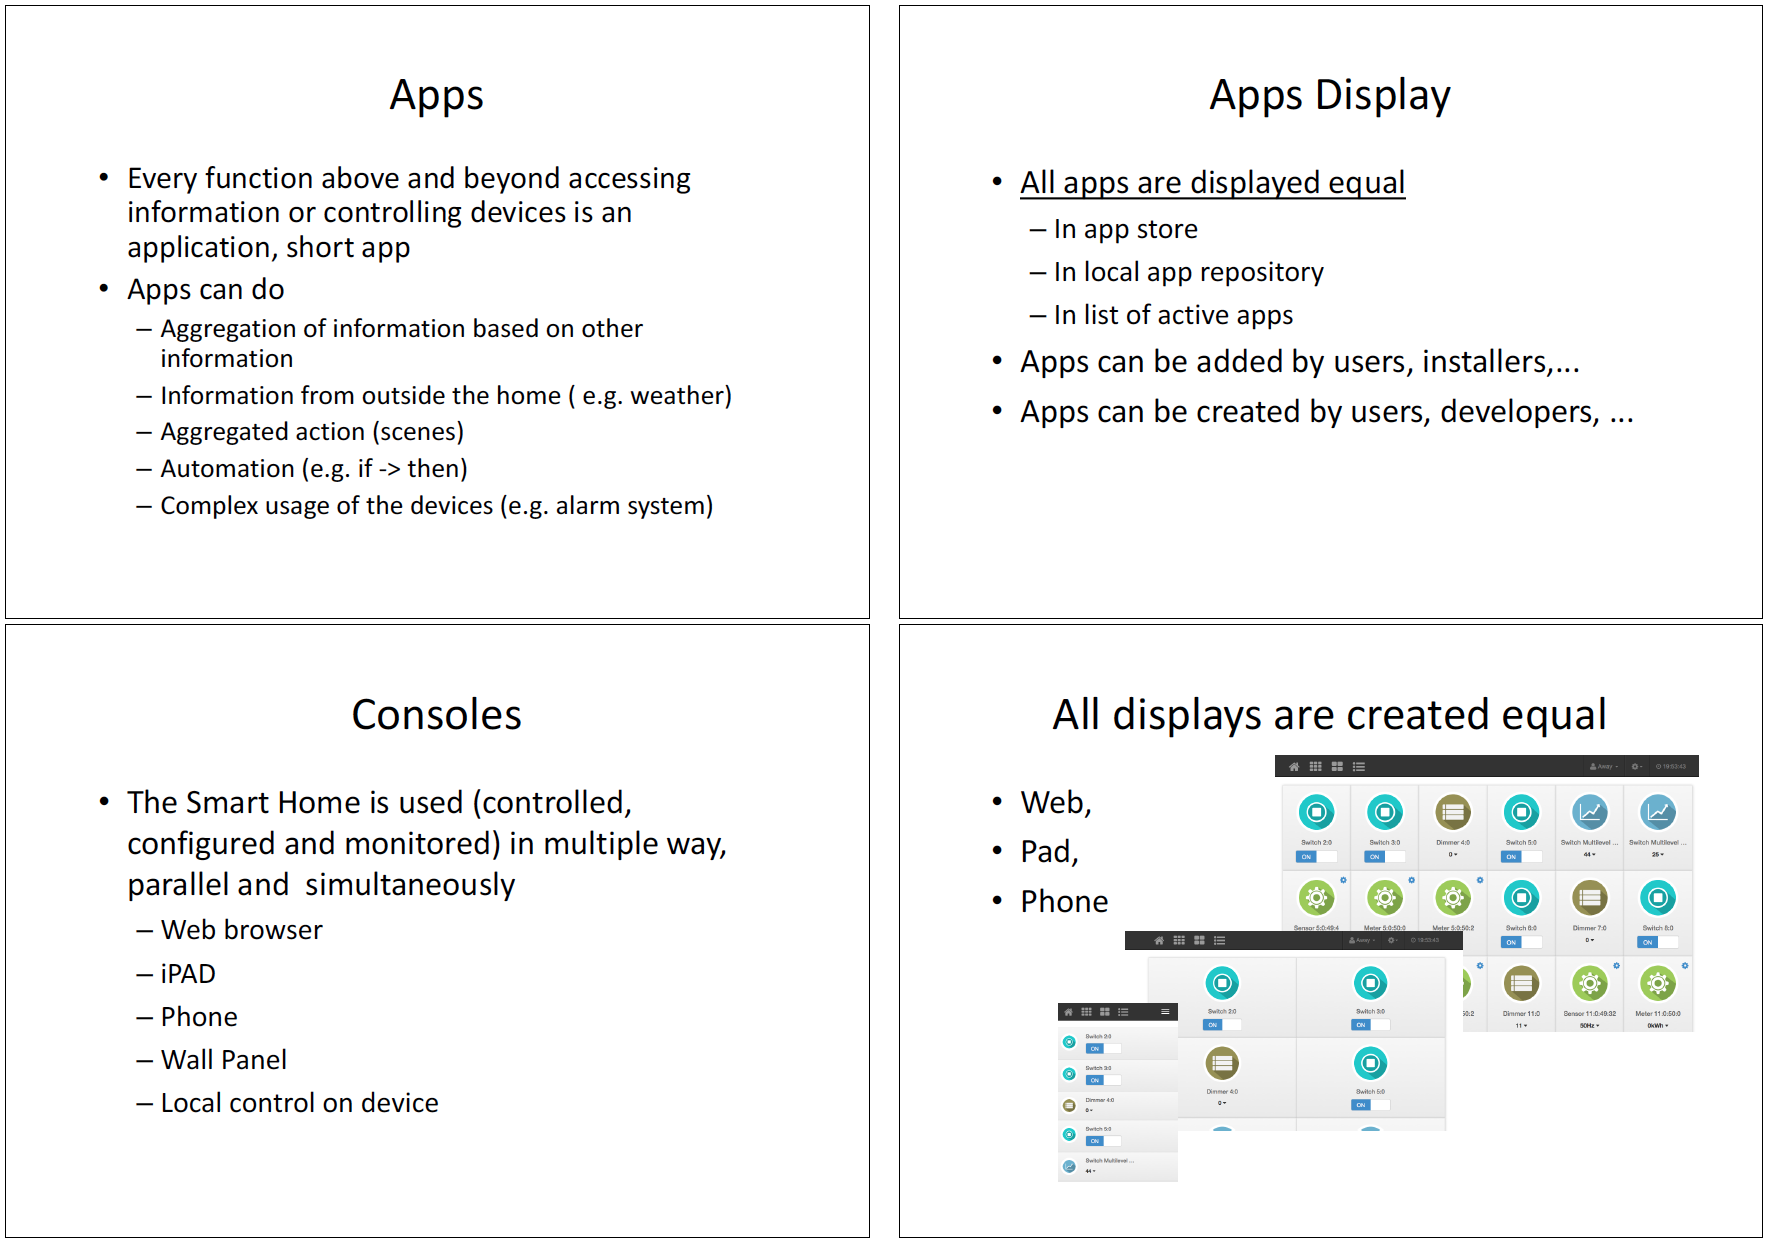 Apps
• Every function above and beyond accessing
information or controlling devices is an
application, short app
• Apps can do
– Aggregation of information based on other
information
– Information from outside the home ( e.g. weather)
– Aggregated action (scenes)
– Automation (e.g. if -> then)
– Complex usage of the devices (e.g. alarm system)
Apps Display
• All apps are displayed equal
– In app store
– In local app repository
– In list of active apps
• Apps can be added by users, installers,...
• Apps can be created by users, developers, ...
Consoles
• The Smart Home is used (controlled,
configured and monitored) in multiple way,
parallel and simultaneously
– Web browser
– iPAD
– Phone
– Wall Panel
– Local control on device
All displays are created equal
• Web,
• Pad,
• Phone
Away 19:53:43
Switch 2:0 Switch 3:0 Dimmer 4:0 Switch 5:0 Switch Multilevel ... Switch Multilevel ...
ON ON 0 ON 44 25
Sensor 5:0:49:4 Meter 5:0:50:0 Meter 5:0:50:2 Switch 6:0 Dimmer 7:0 Switch 8:0
ON 0 ON
50:2 Dimmer 11:0 Sensor 11:0:49:32 Meter 11:0:50:0
11 50Hz 0kWh
Away 19:53:43
Switch 2:0 Switch 3:0
ON ON
Dimmer 4:0 Switch 5:0
0 ON
Switch 2:0
ON
Switch 3:0
ON
Dimmer 4:0
0
Switch 5:0
ON
Switch Multilevel ...
44